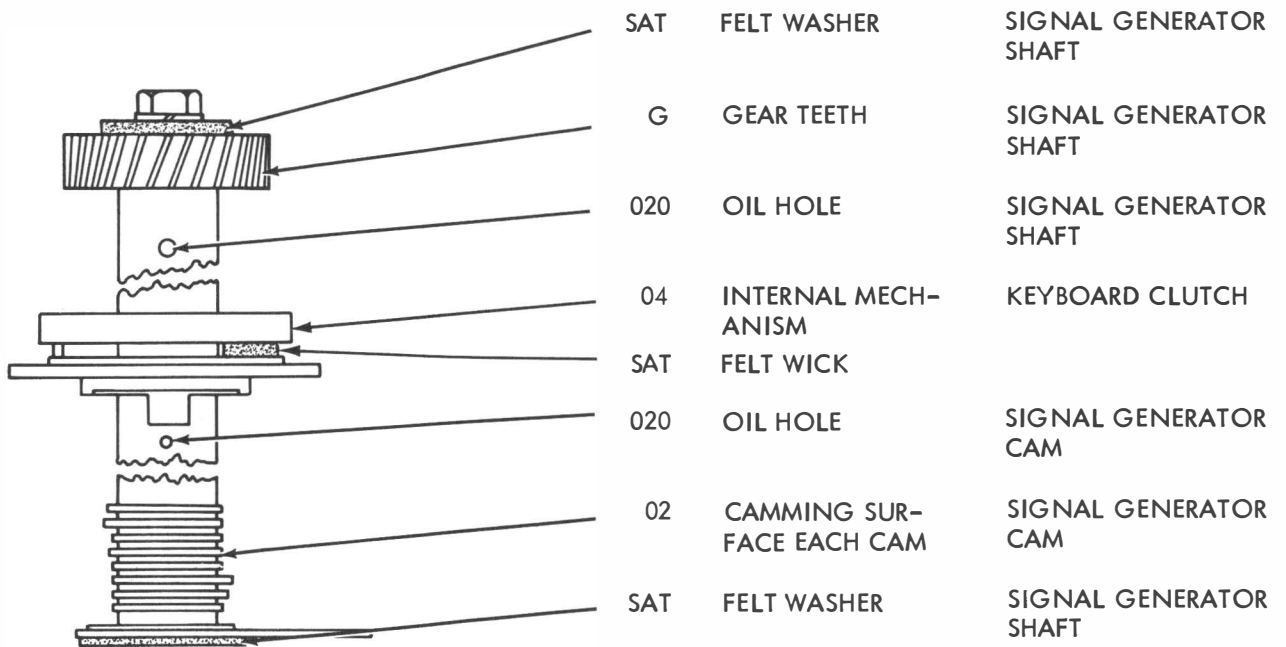 SAT FELT WASHER SIGNAL GENERATOR
SHAFT
G GEAR TEETH SIGNAL GENERATOR
SHAFT
020 OIL HOLE SIGNAL GENERATOR
SHAFT
04 INTERNAL MECH- KEYBOARD CLUTCH
ANISM
SAT FELT WICK
020 OIL HOLE SIGNAL GENERATOR
CAM
02 CAMMING SUR- SIGNAL GENERATOR
FACE EACH CAM CAM
SAT FELT WASHER SIGNAL GENERATOR
SHAFT